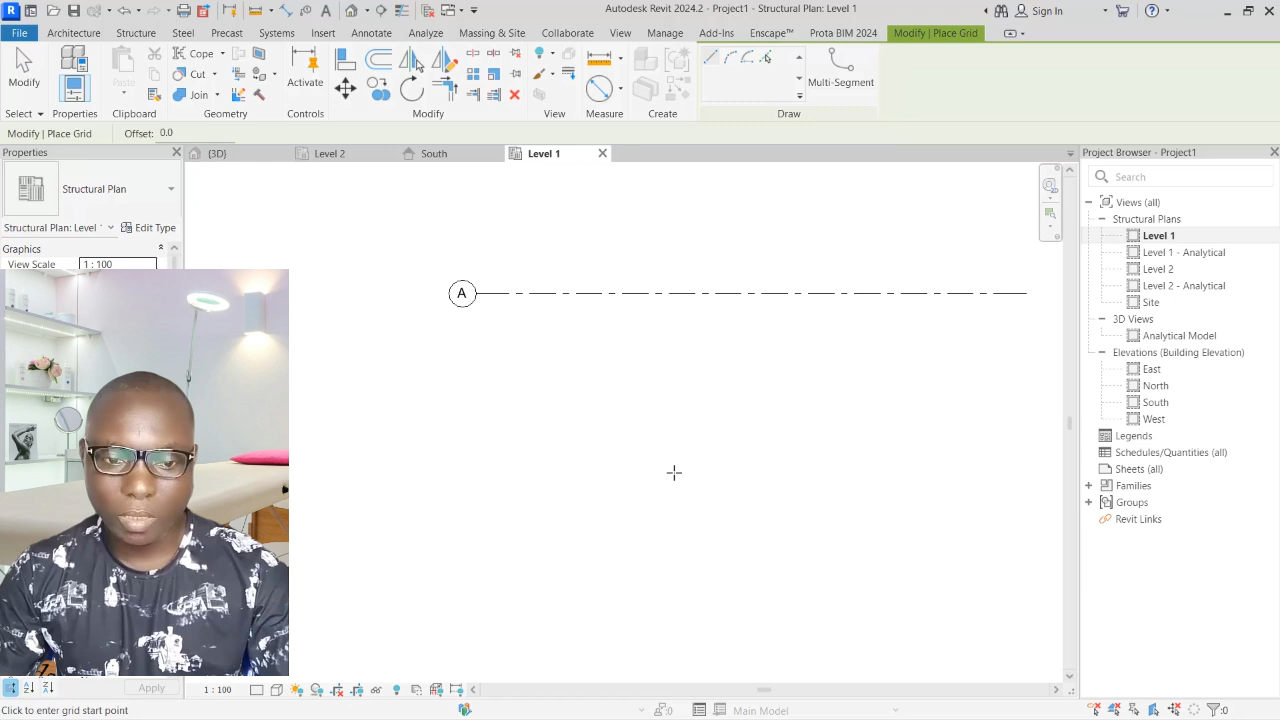 Autodesk Revit 2024.2 - Project1 - Structural Plan: Level 1
Sign In
File Architecture Structure Steel Precast Systems Insert Annotate Analyze Massing & Site Collaborate View Manage Add-Ins Enscape™ Prota BIM 2024 Modify | Place Grid
Modify
Paste
Cope
Cut
Join
Activate
Multi-Segment
Select Properties Clipboard Geometry Controls Modify View Measure Create Draw
Modify | Place Grid Offset: 0.0
Properties
{3D} Level 2 South Level 1
Project Browser - Project1
Structural Plan
Search
Structural Plan: Level 1 Edit Type
Graphics
View Scale 1 : 100
A
Views (all)
Structural Plans
Level 1
Level 1 - Analytical
Level 2
Level 2 - Analytical
Site
3D Views
Analytical Model
Elevations (Building Elevation)
East
North
South
West
Legends
Schedules/Quantities (all)
Sheets (all)
Families
Groups
Revit Links
Apply
1 : 100
Click to enter grid start point
:0
Main Model
:0